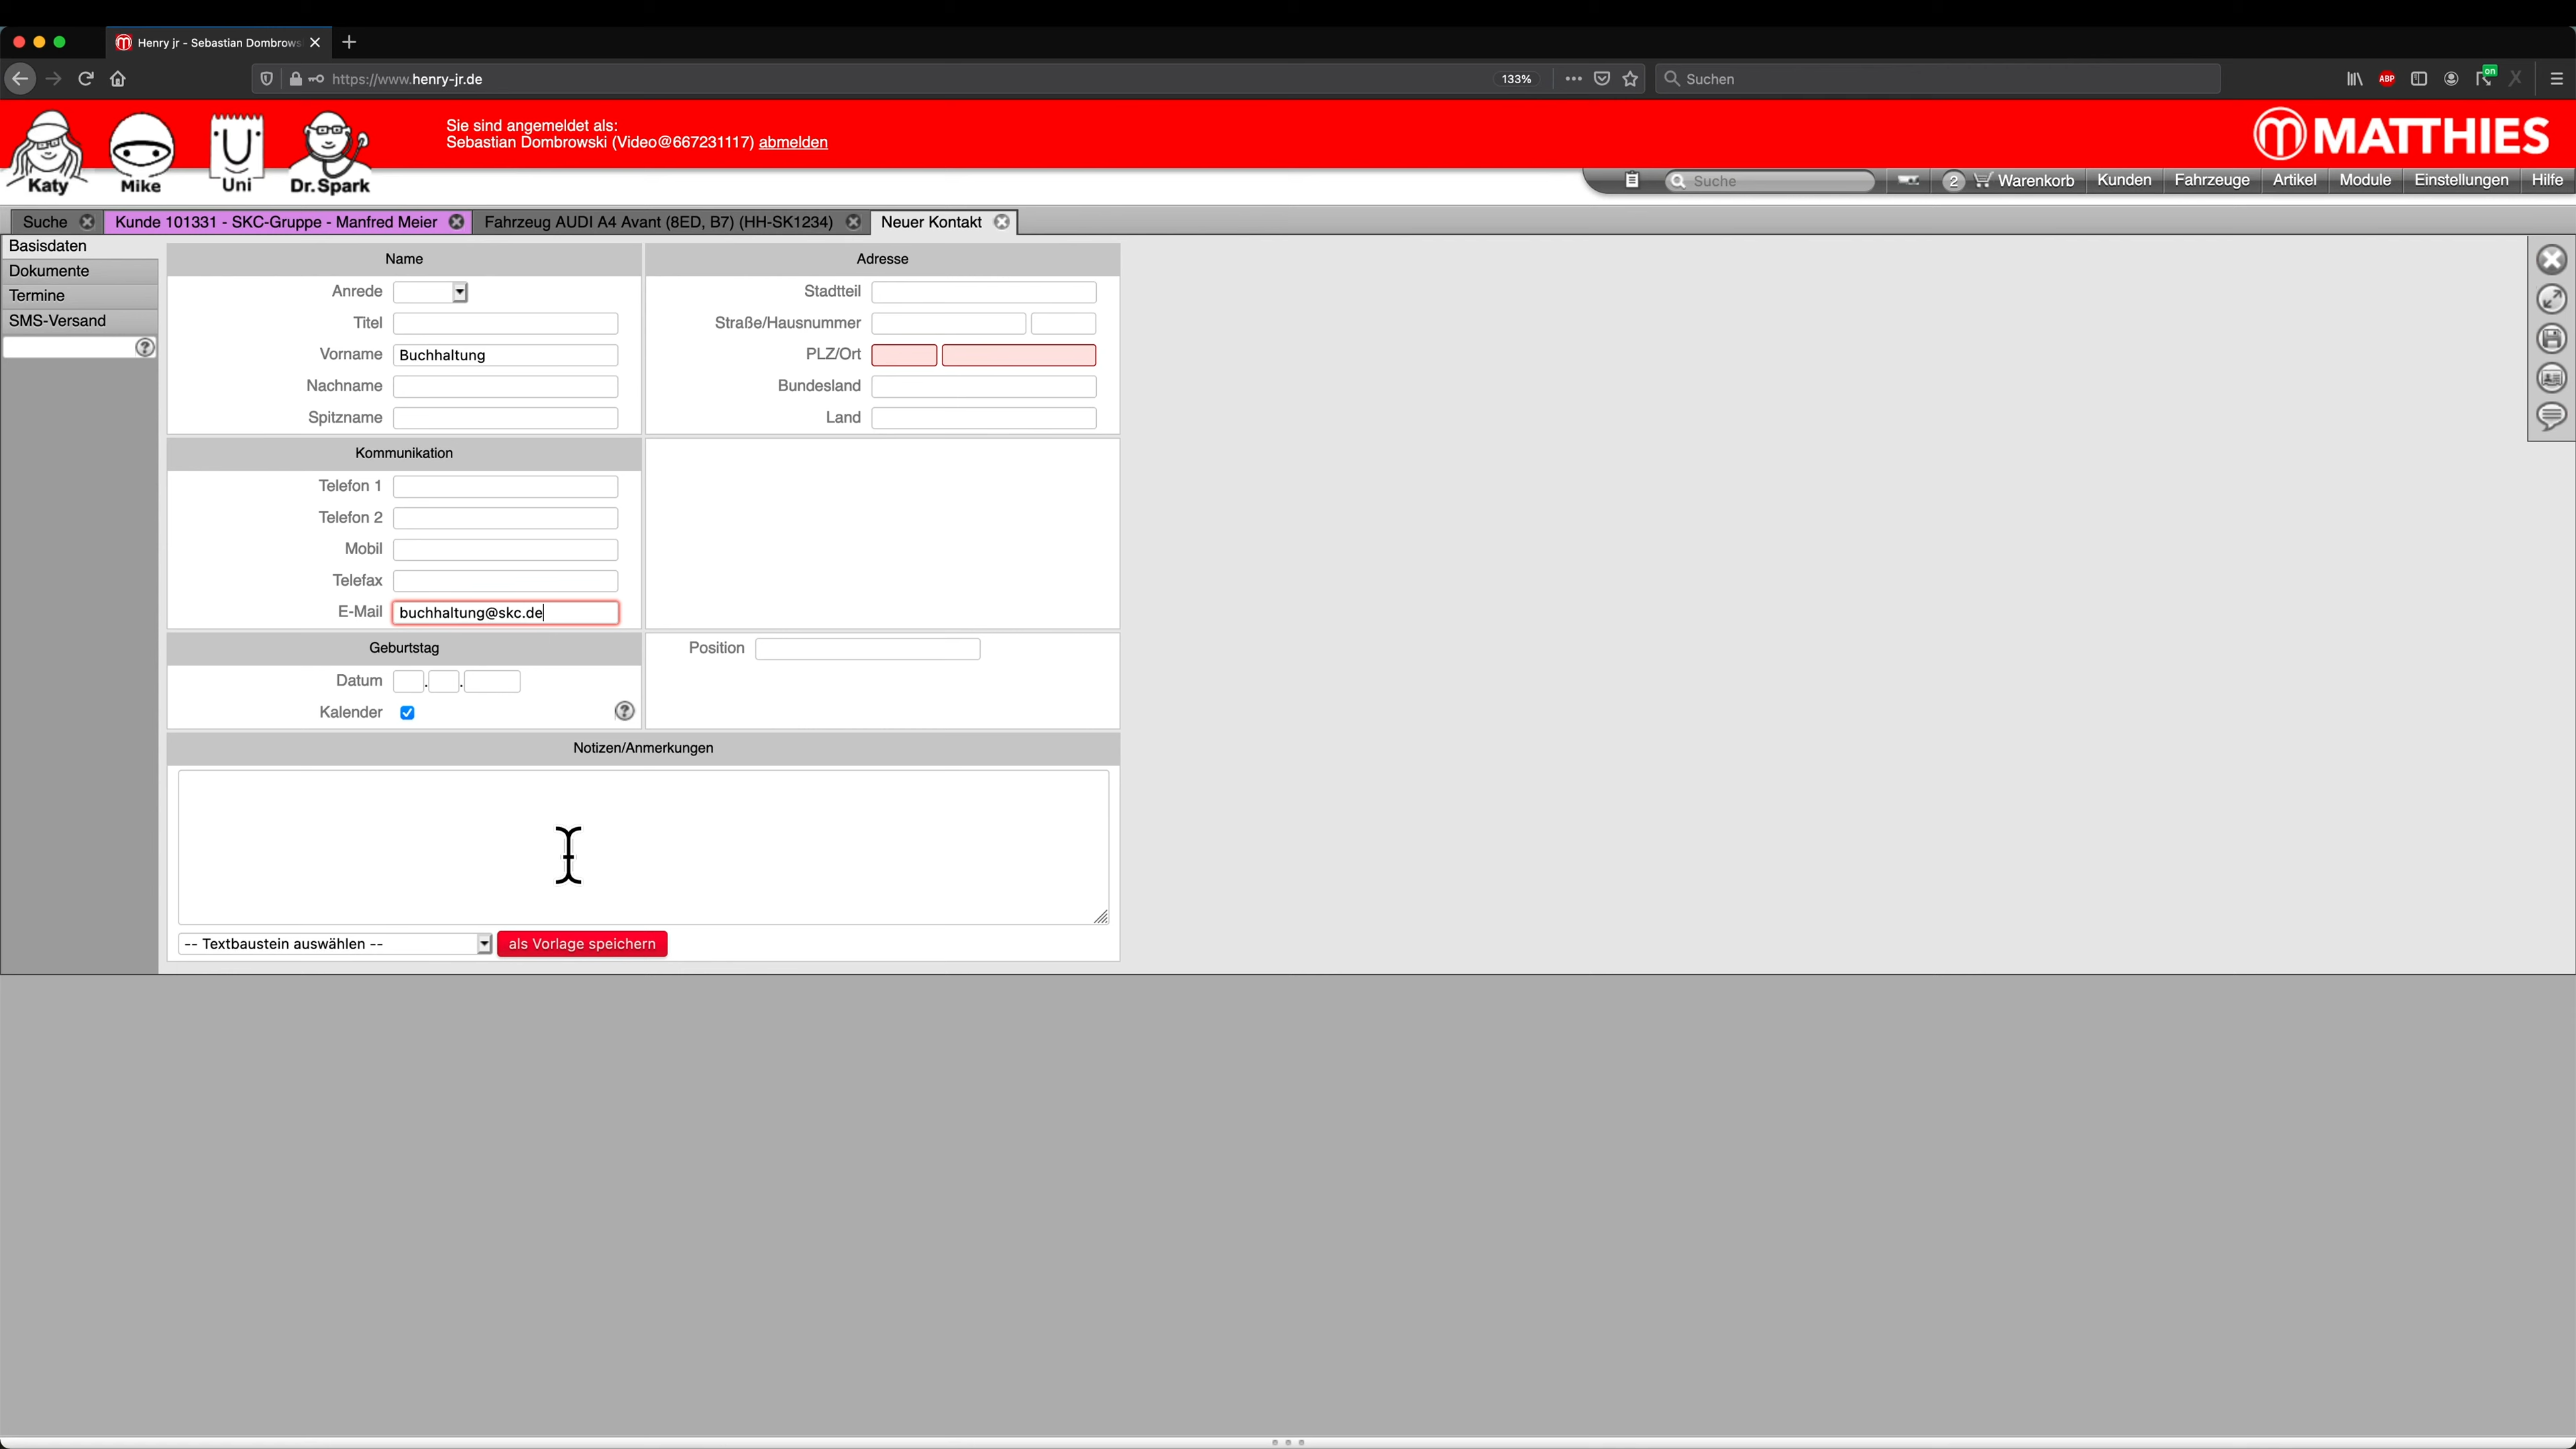 Henry jr - Sebastian Dombrows
https://www.henry-jr.de
133%
Suchen
ABP
on
Katy
Mike
U
Uni
Dr. Spark
Sie sind angemeldet als:
Sebastian Dombrowski (Video@667231117) abmelden
MATTHIES
Suche
2
Warenkorb
Kunden
Fahrzeuge
Artikel
Module
Einstellungen
Hilfe
Suche
Kunde 101331 - SKC-Gruppe - Manfred Meier
Fahrzeug AUDI A4 Avant (8ED, B7) (HH-SK1234)
Neuer Kontakt
Basisdaten
Dokumente
Termine
SMS-Versand
Name
Anrede
Titel
Vorname Buchhaltung
Nachname
Spitzname
Adresse
Stadtteil
Straße/Hausnummer
PLZ/Ort
Bundesland
Land
Kommunikation
Telefon 1
Telefon 2
Mobil
Telefax
E-Mail buchhaltung@skc.de
Geburtstag
Datum . .
Kalender
Position
Notizen/Anmerkungen
-- Textbaustein auswählen --
als Vorlage speichern